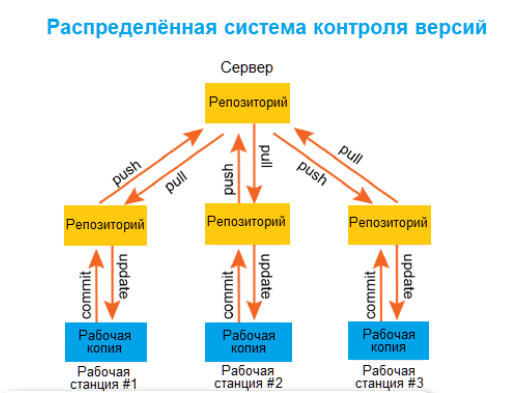 Распределённая система контроля версий
Сервер
Репозиторий
push
pull
push
pull
push
pull
Репозиторий
Репозиторий
Репозиторий
commit
update
commit
update
commit
update
Рабочая
копия
Рабочая
копия
Рабочая
копия
Рабочая
станция #1
Рабочая
станция #2
Рабочая
станция #3